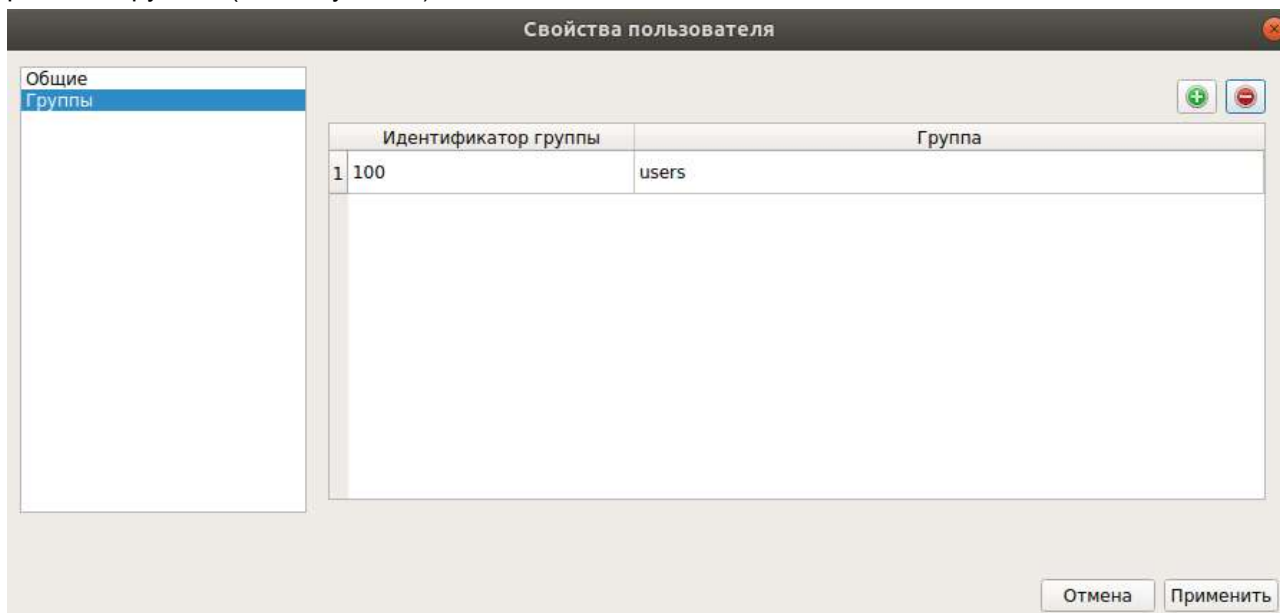 Свойства пользователя
Общие
Группы
Идентификатор группы Группа
1 100 users
Отмена Применить